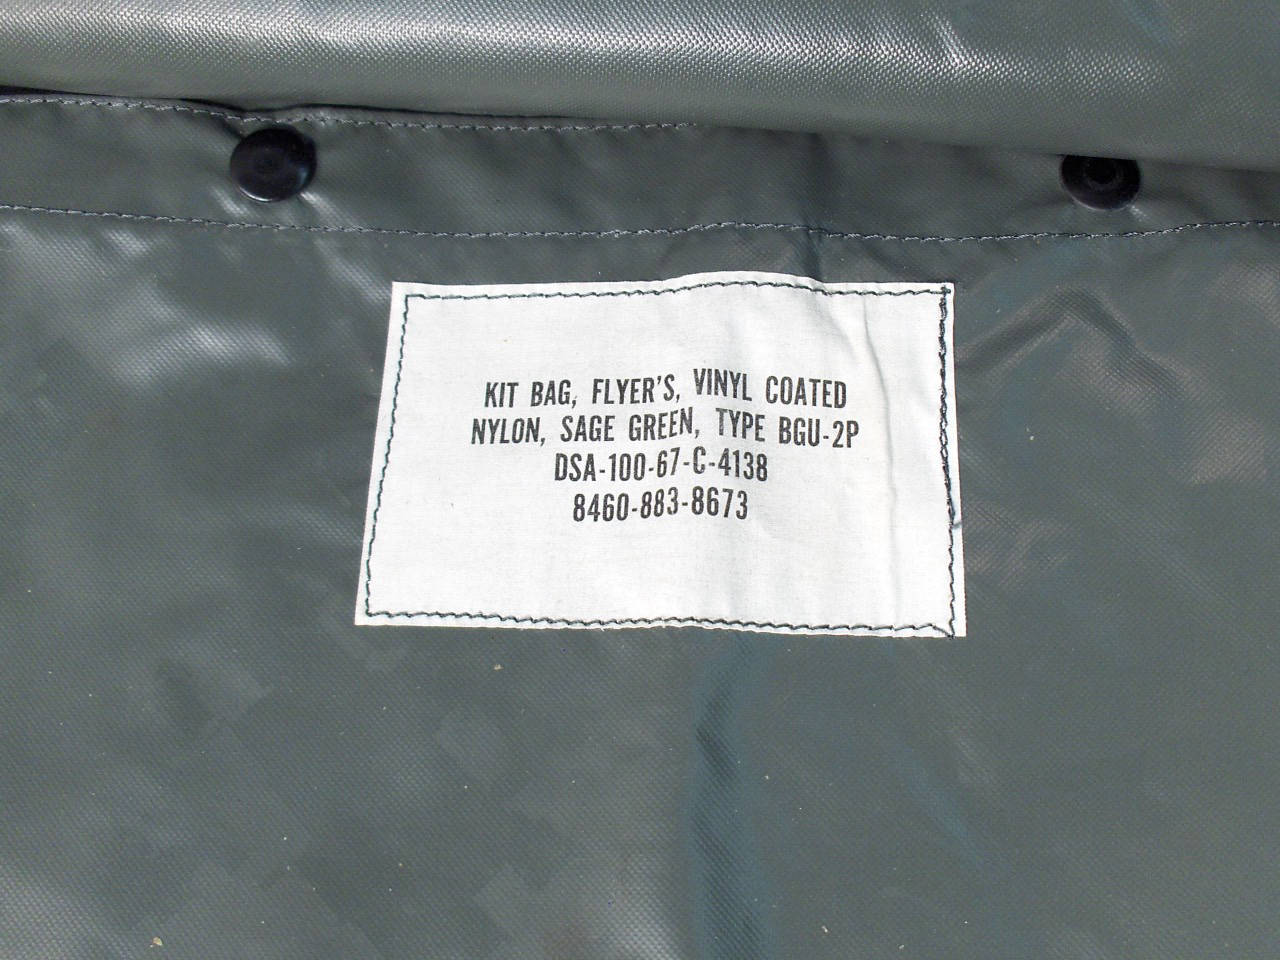 KIT BAG, FLYER'S, VINYL COATED
NYLON, SAGE GREEN, TYPE BGU-2P
DSA-100-67-C-4138
8460-883-8673